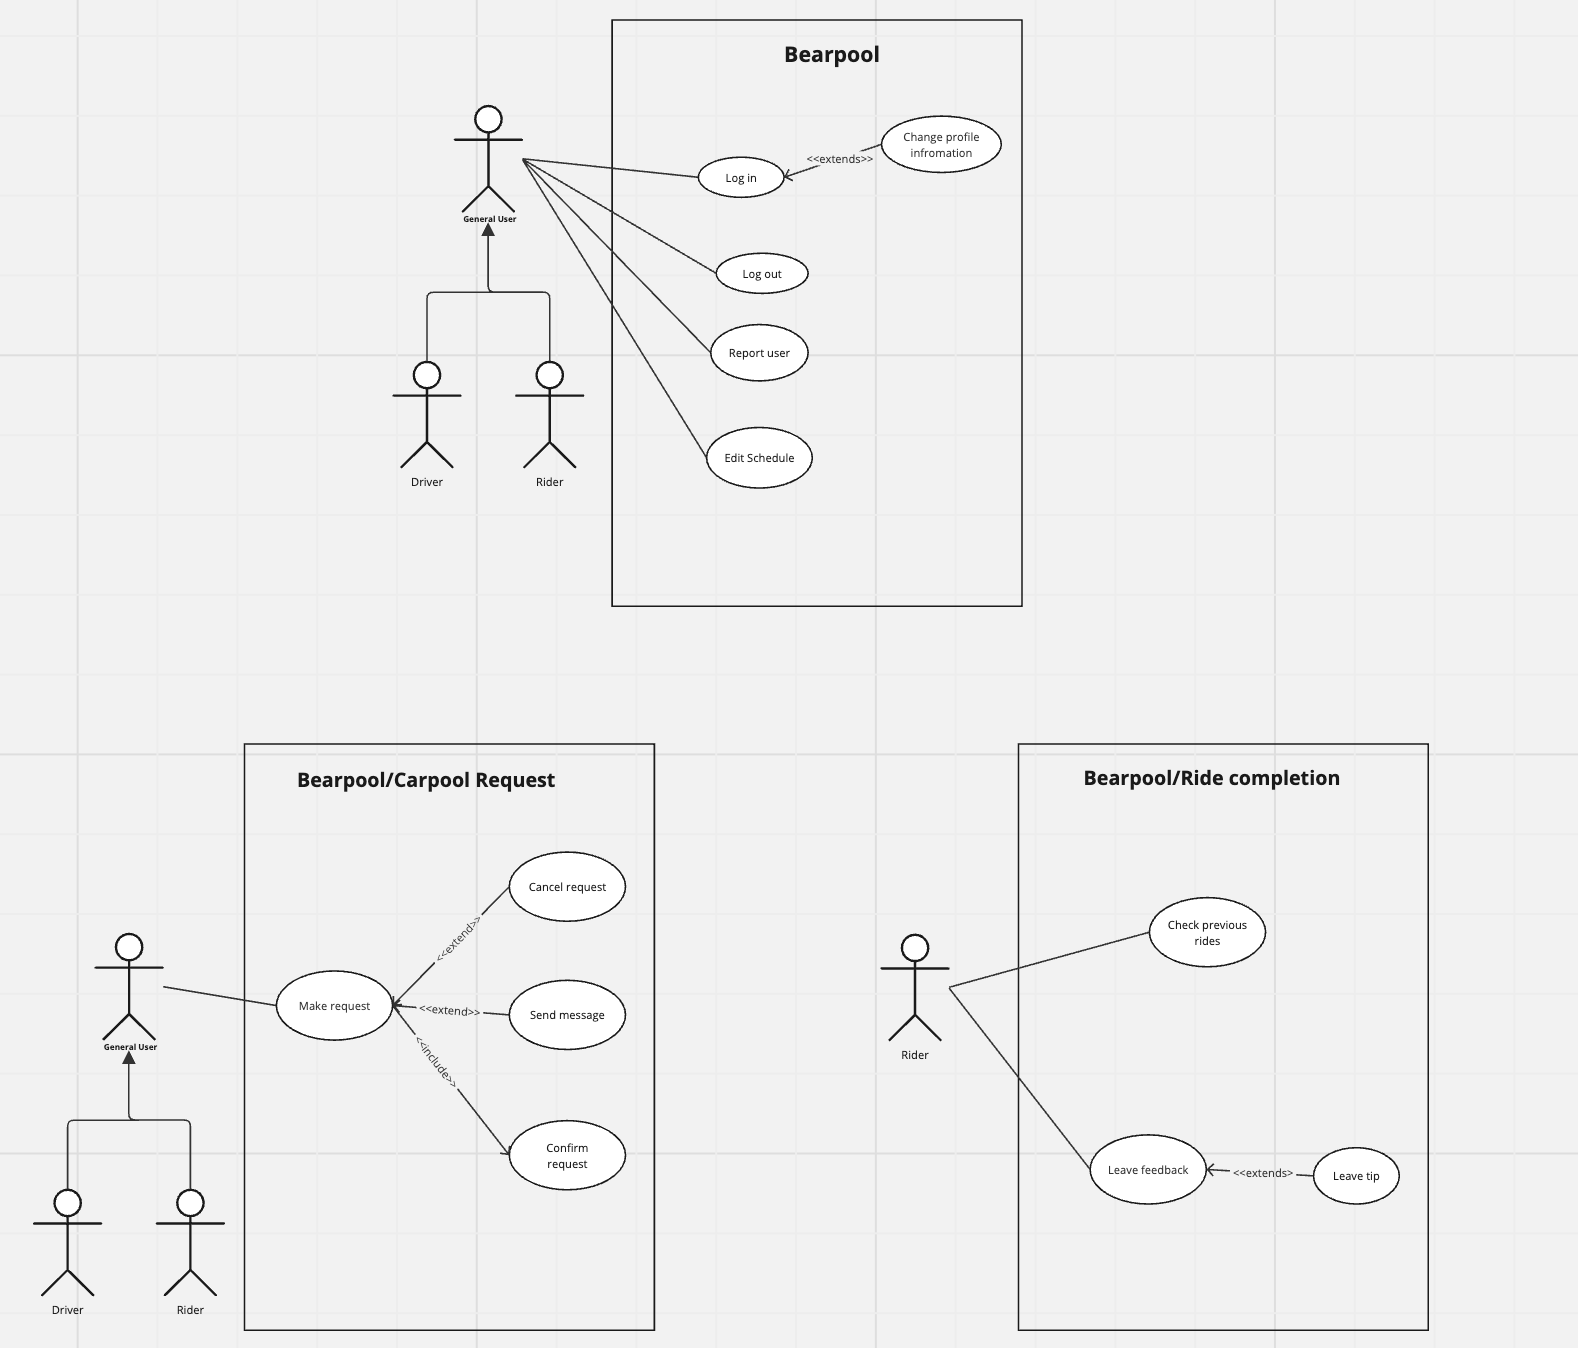 Bearpool
Change profile
infromation
<<extends>>
Log in
General User
Log out
Report user
Edit Schedule
Driver
Rider
Bearpool/Carpool Request
Cancel request
<<extend>>
Make request
<<extend>>
Send message
<<include>>
General User
Confirm
request
Driver
Rider
Bearpool/Ride completion
Check previous
rides
Rider
Leave feedback
<<extends>
Leave tip